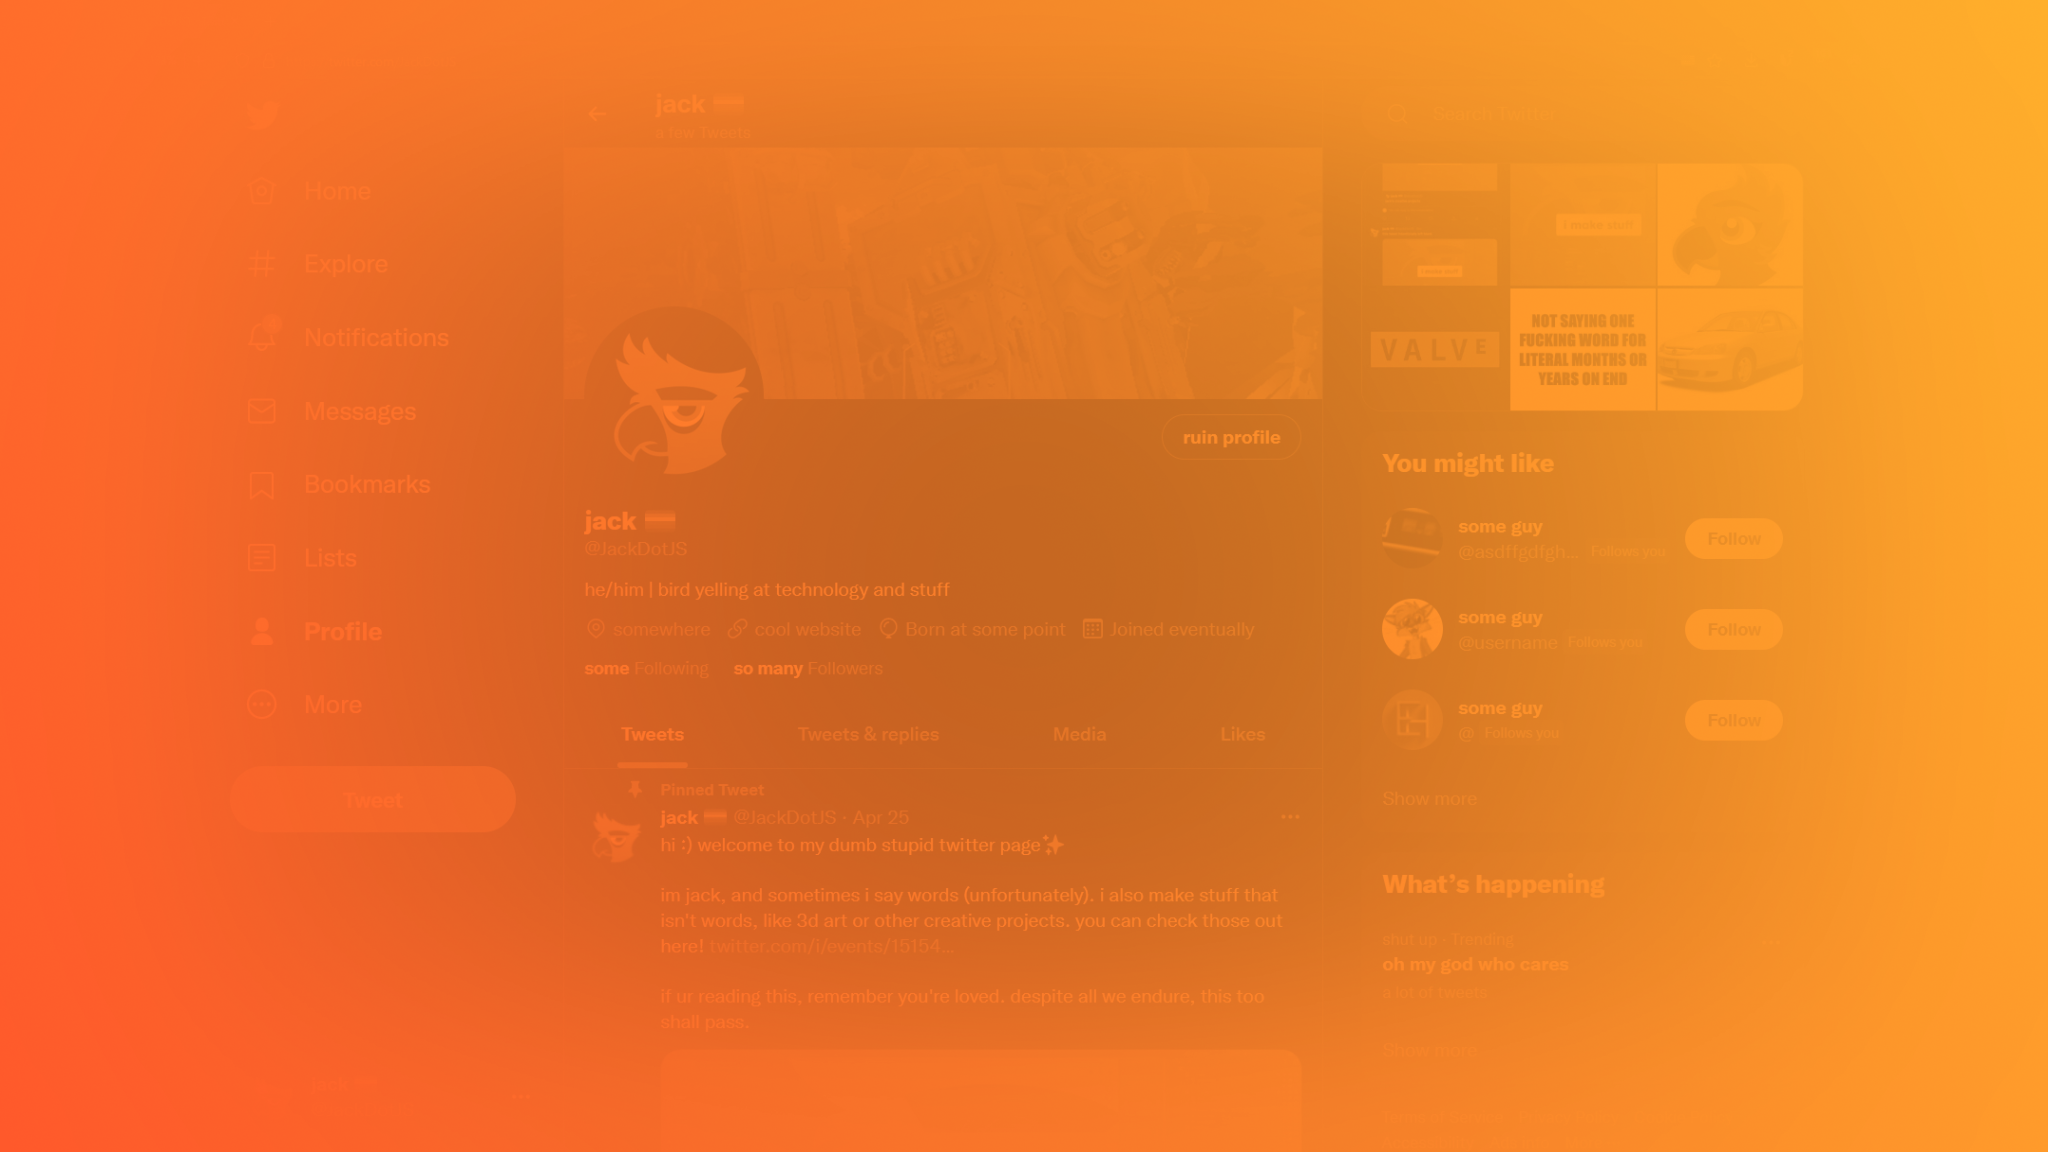 jack
a few Tweets
Search Twitter
Home
Explore
Notifications
Messages
Bookmarks
Lists
Profile
More
Tweet
ruin profile
jack
@JackDotJS
he/him | bird yelling at technology and stuff
somewhere cool website Born at some point Joined eventually
some Following so many Followers
Tweets Tweets & replies Media Likes
Pinned Tweet
jack @JackDotJS · Apr 25
hi :) welcome to my dumb stupid twitter page✨
im jack, and sometimes i say words (unfortunately). i also make stuff that
isn't words, like 3d art or other creative projects. you can check those out
here! twitter.com/i/events/15154...
if ur reading this, remember you're loved. despite all we endure, this too
shall pass.
I make stuff
VALVE
NOT SAYING ONE
FUCKING WORD FOR
LITERAL MONTHS OR
YEARS ON END
You might like
some guy
@asdffgdfgh... Follows you
Follow
some guy
@username Follows you
Follow
some guy
@ Follows you
Follow
Show more
What's happening
shut up · Trending
oh my god who cares
a lot of tweets
Show more
jack